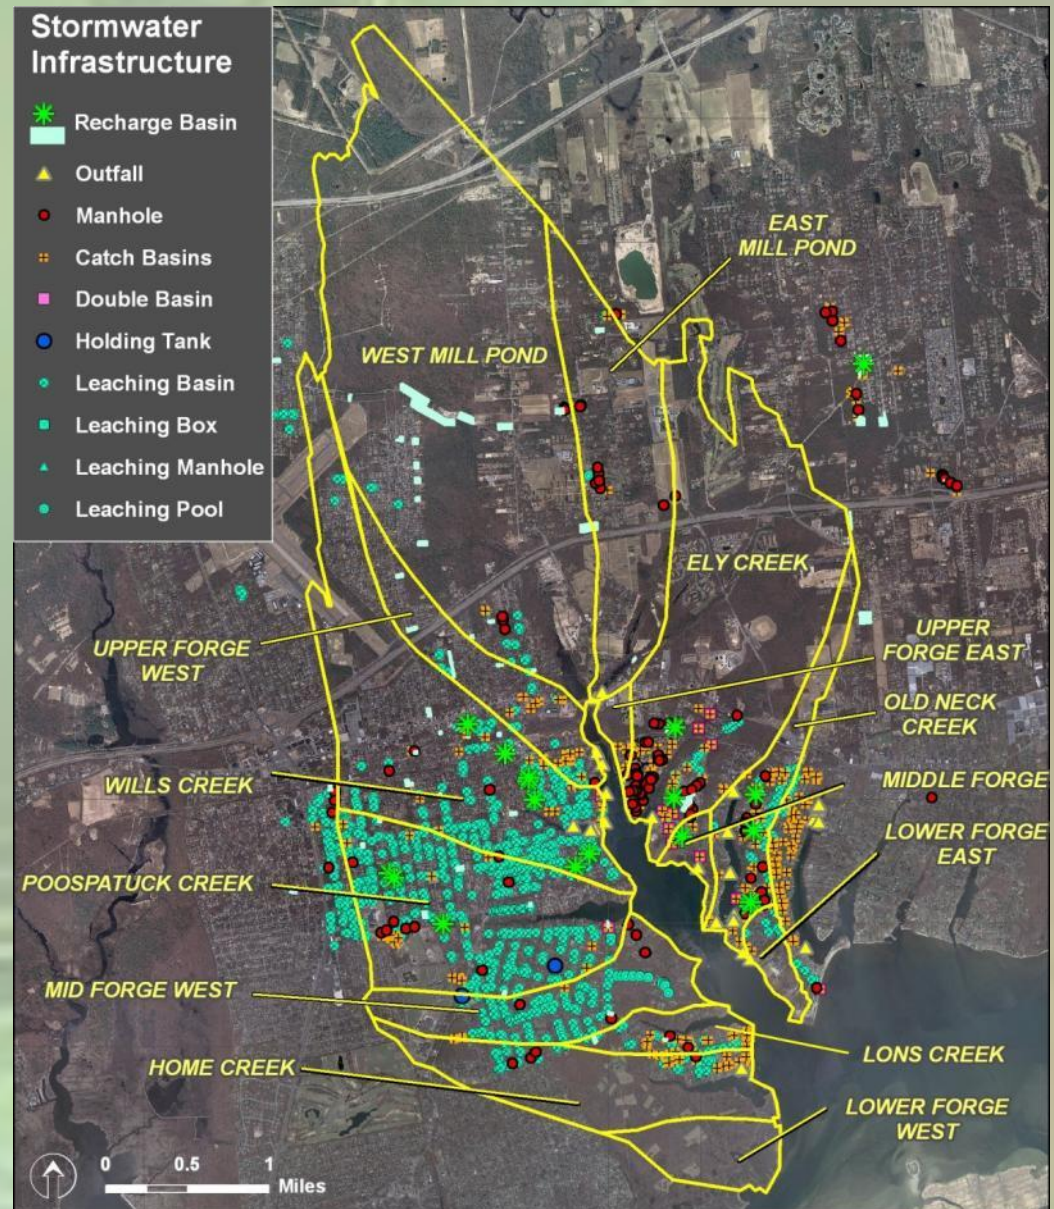 Stormwater
Infrastructure
Recharge Basin
Outfall
Manhole
Catch Basins
Double Basin
Holding Tank
Leaching Basin
Leaching Box
Leaching Manhole
Leaching Pool
EAST
MILL POND
WEST MILL POND
ELY CREEK
UPPER FORGE
WEST
UPPER
FORGE EAST
OLD NECK
CREEK
WILLS CREEK
MIDDLE FORGE
LOWER FORGE
EAST
POOSPATUCK CREEK
MID FORGE WEST
LONS CREEK
HOME CREEK
LOWER FORGE
WEST
0 0.5 1
Miles